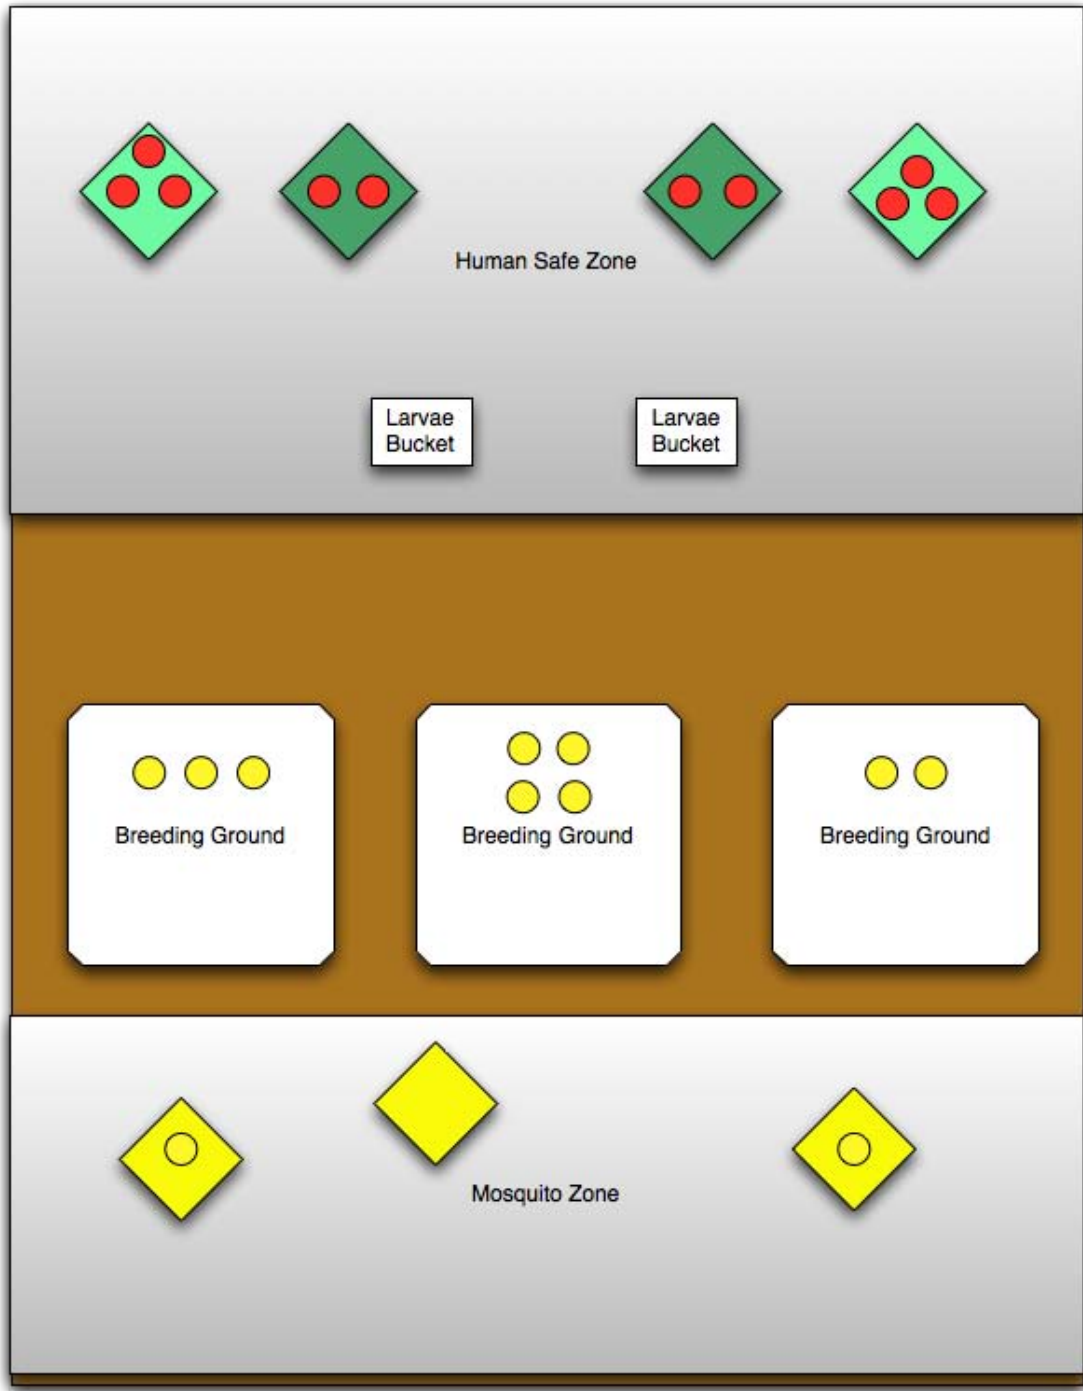 Human Safe Zone
Larvae
Bucket
Larvae
Bucket
Breeding Ground
Breeding Ground
Breeding Ground
Mosquito Zone